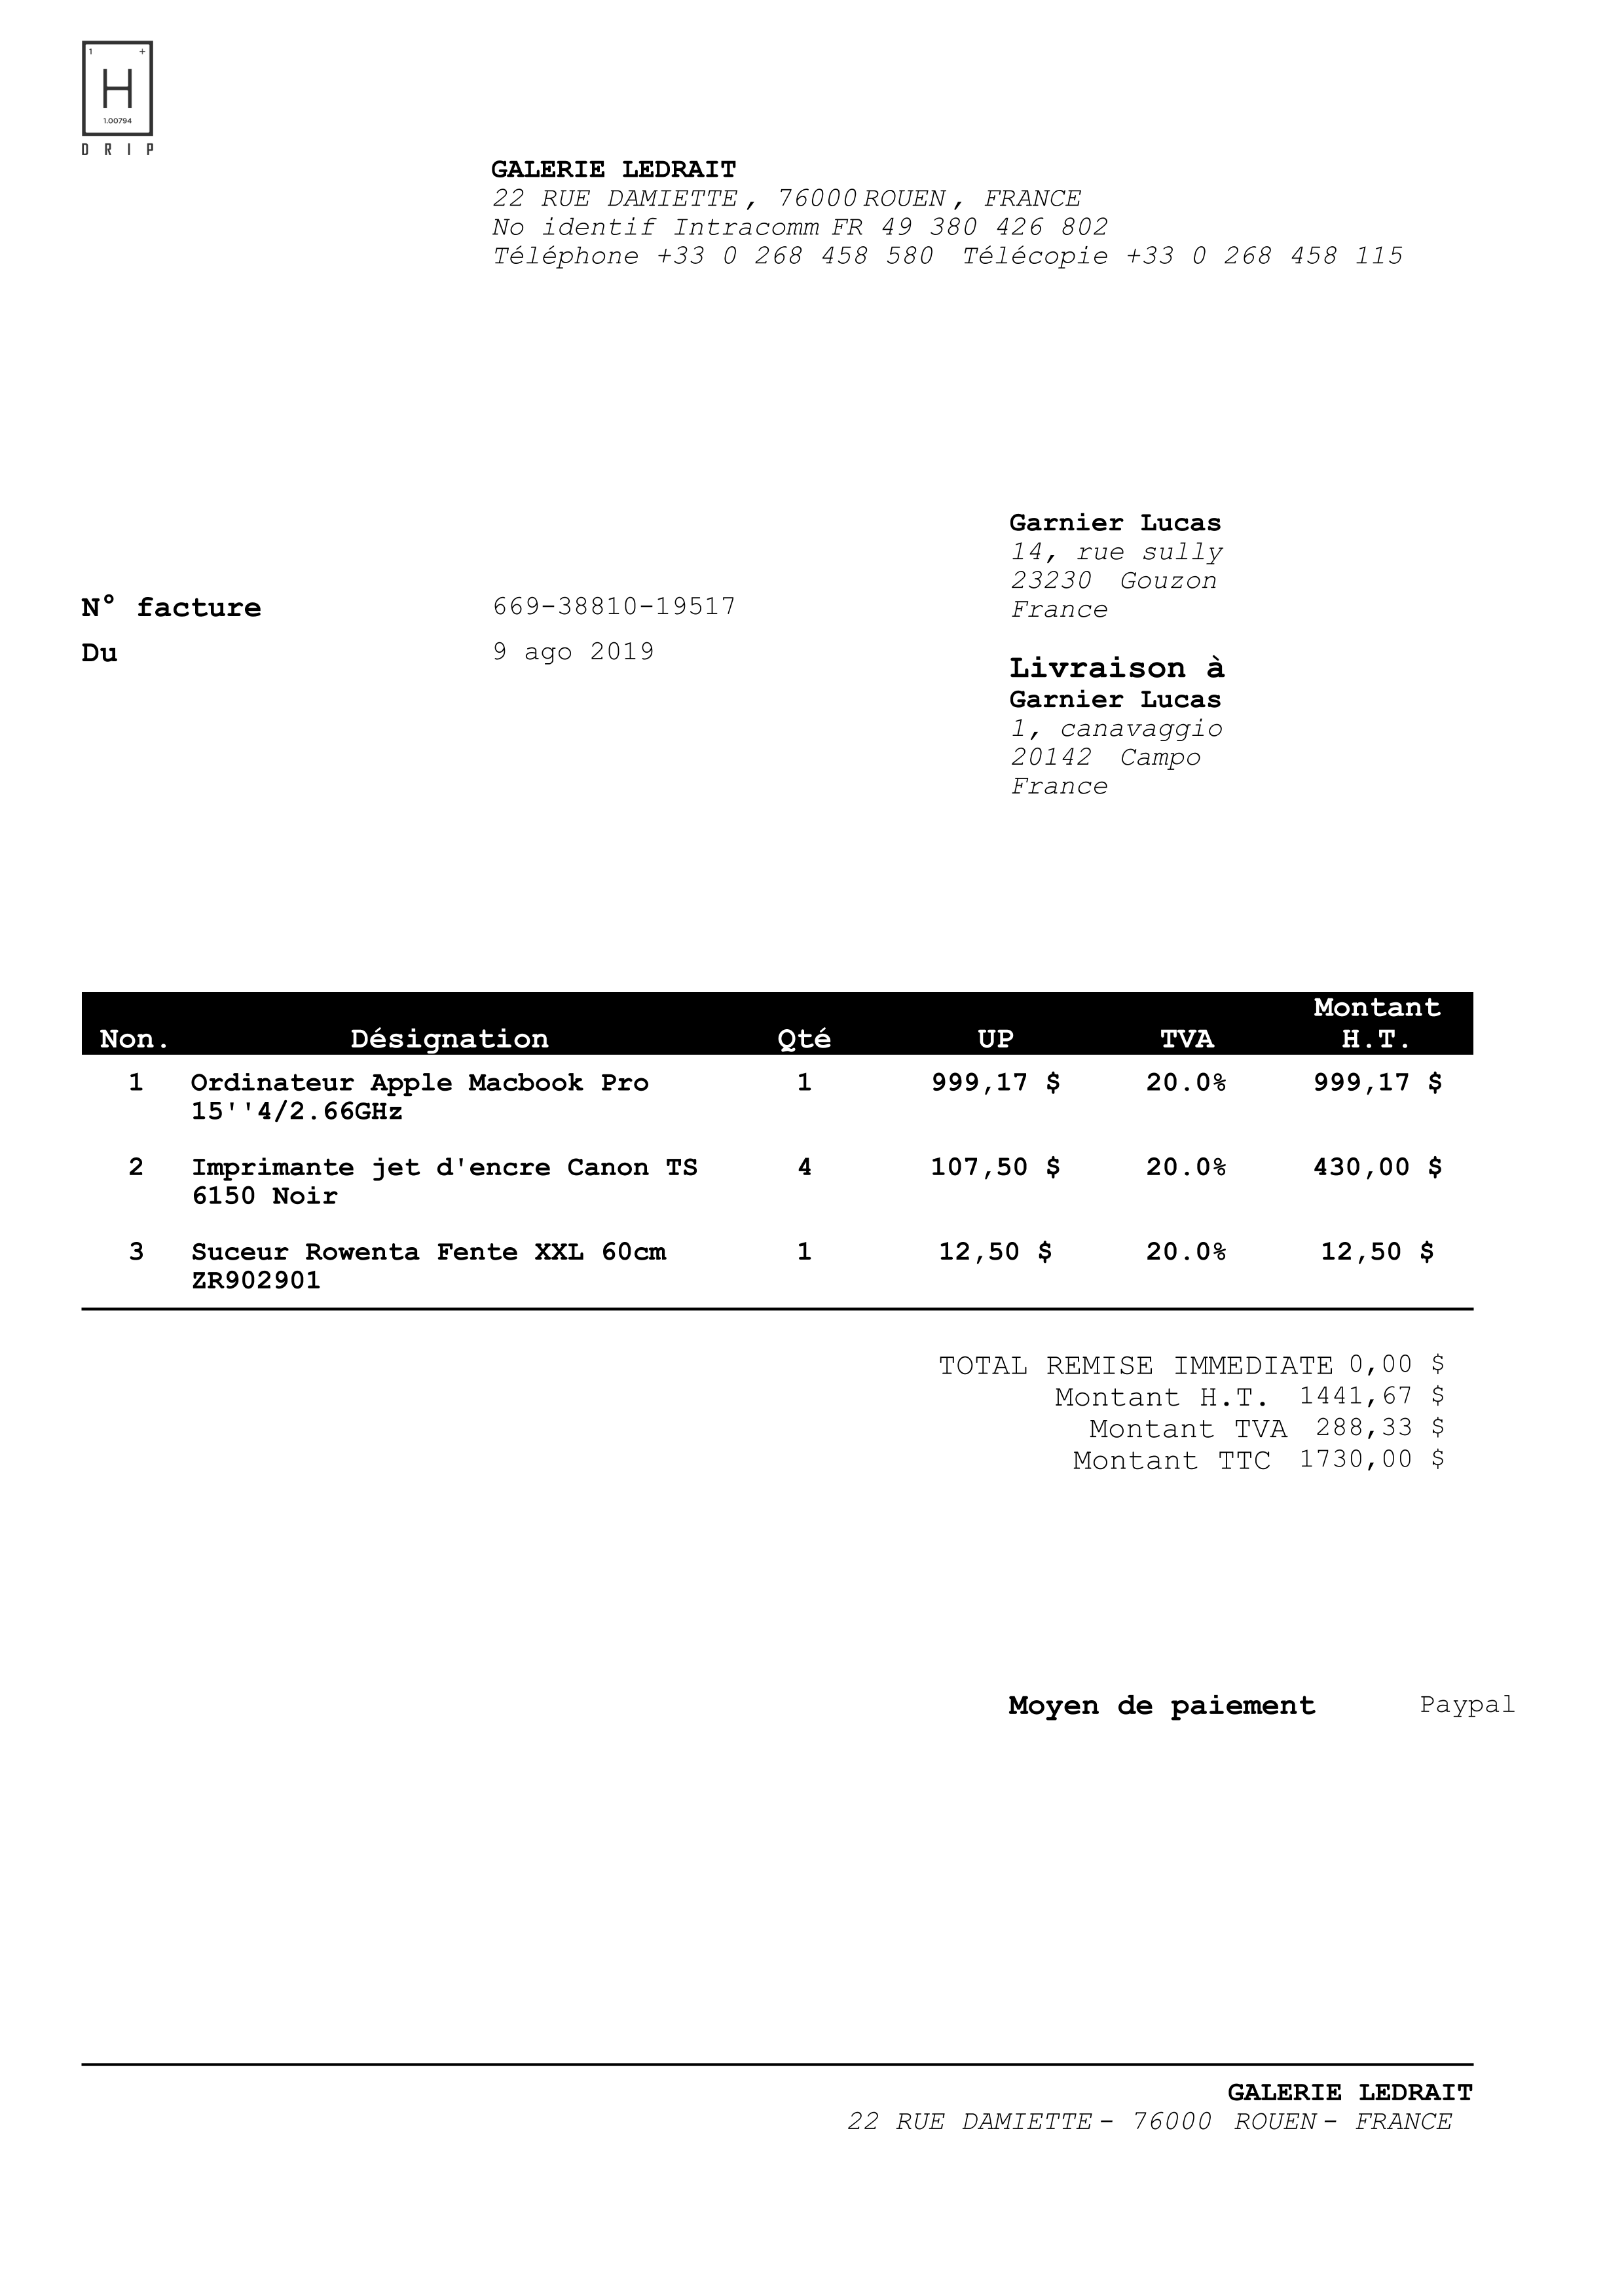 1 +
H
1.00794
DRIP
GALERIE LEDRAIT
22 RUE DAMIETTE, 76000 ROUEN, FRANCE
No identif Intracomm FR 49 380 426 802
Téléphone +33 0 268 458 580 Télécopie +33 0 268 458 115
Garnier Lucas
14, rue sully
23230 Gouzon
France
N° facture 669-38810-19517
Du 9 ago 2019
Livraison à
Garnier Lucas
1, canavaggio
20142 Campo
France
Montant
Non. Désignation Qté UP TVA H.T.
1 Ordinateur Apple Macbook Pro 1 999,17 $ 20.0% 999,17 $
15''4/2.66GHz
2 Imprimante jet d'encre Canon TS 4 107,50 $ 20.0% 430,00 $
6150 Noir
3 Suceur Rowenta Fente XXL 60cm 1 12,50 $ 20.0% 12,50 $
ZR902901
TOTAL REMISE IMMEDIATE 0,00 $
Montant H.T. 1441,67 $
Montant TVA 288,33 $
Montant TTC 1730,00 $
Moyen de paiement Paypal
GALERIE LEDRAIT
22 RUE DAMIETTE - 76000 ROUEN - FRANCE